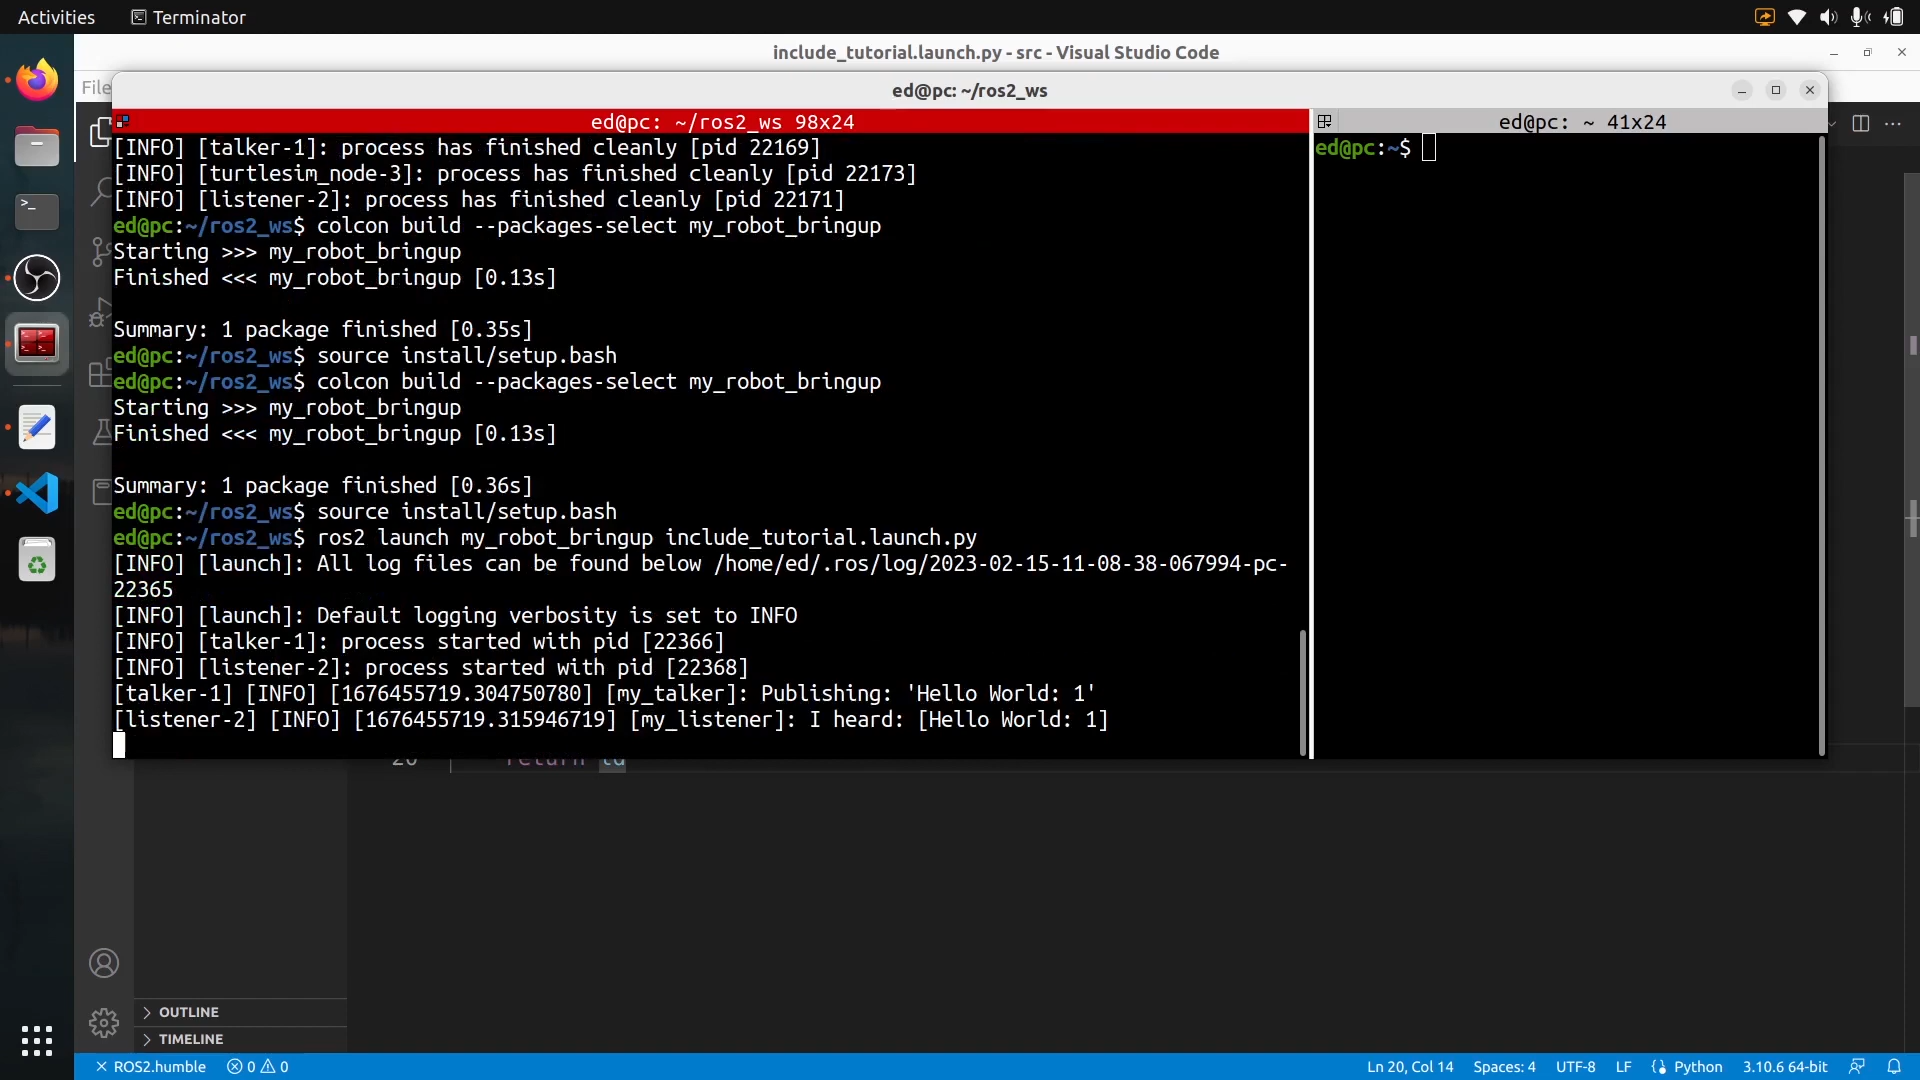 Activities
Terminator
include_tutorial.launch.py - src - Visual Studio Code
File
ed@pc: ~/ros2_ws
ed@pc: ~/ros2_ws 98x24
[INFO] [talker-1]: process has finished cleanly [pid 22169]
[INFO] [turtlesim_node-3]: process has finished cleanly [pid 22173]
[INFO] [listener-2]: process has finished cleanly [pid 22171]
ed@pc:~/ros2_ws$ colcon build --packages-select my_robot_bringup
Starting >>> my_robot_bringup
Finished <<< my_robot_bringup [0.13s]
Summary: 1 package finished [0.35s]
ed@pc:~/ros2_ws$ source install/setup.bash
ed@pc:~/ros2_ws$ colcon build --packages-select my_robot_bringup
Starting >>> my_robot_bringup
Finished <<< my_robot_bringup [0.13s]
Summary: 1 package finished [0.36s]
ed@pc:~/ros2_ws$ source install/setup.bash
ed@pc:~/ros2_ws$ ros2 launch my_robot_bringup include_tutorial.launch.py
[INFO] [launch]: All log files can be found below /home/ed/.ros/log/2023-02-15-11-08-38-067994-pc-
22365
[INFO] [launch]: Default logging verbosity is set to INFO
[INFO] [talker-1]: process started with pid [22366]
[INFO] [listener-2]: process started with pid [22368]
[talker-1] [INFO] [1676455719.304750780] [my_talker]: Publishing: 'Hello World: 1'
[listener-2] [INFO] [1676455719.315946719] [my_listener]: I heard: [Hello World: 1]
ed@pc: ~ 41x24
ed@pc:~$
20 return ld
OUTLINE
TIMELINE
ROS2.humble 0 0
Ln 20, Col 14 Spaces: 4 UTF-8 LF Python 3.10.6 64-bit